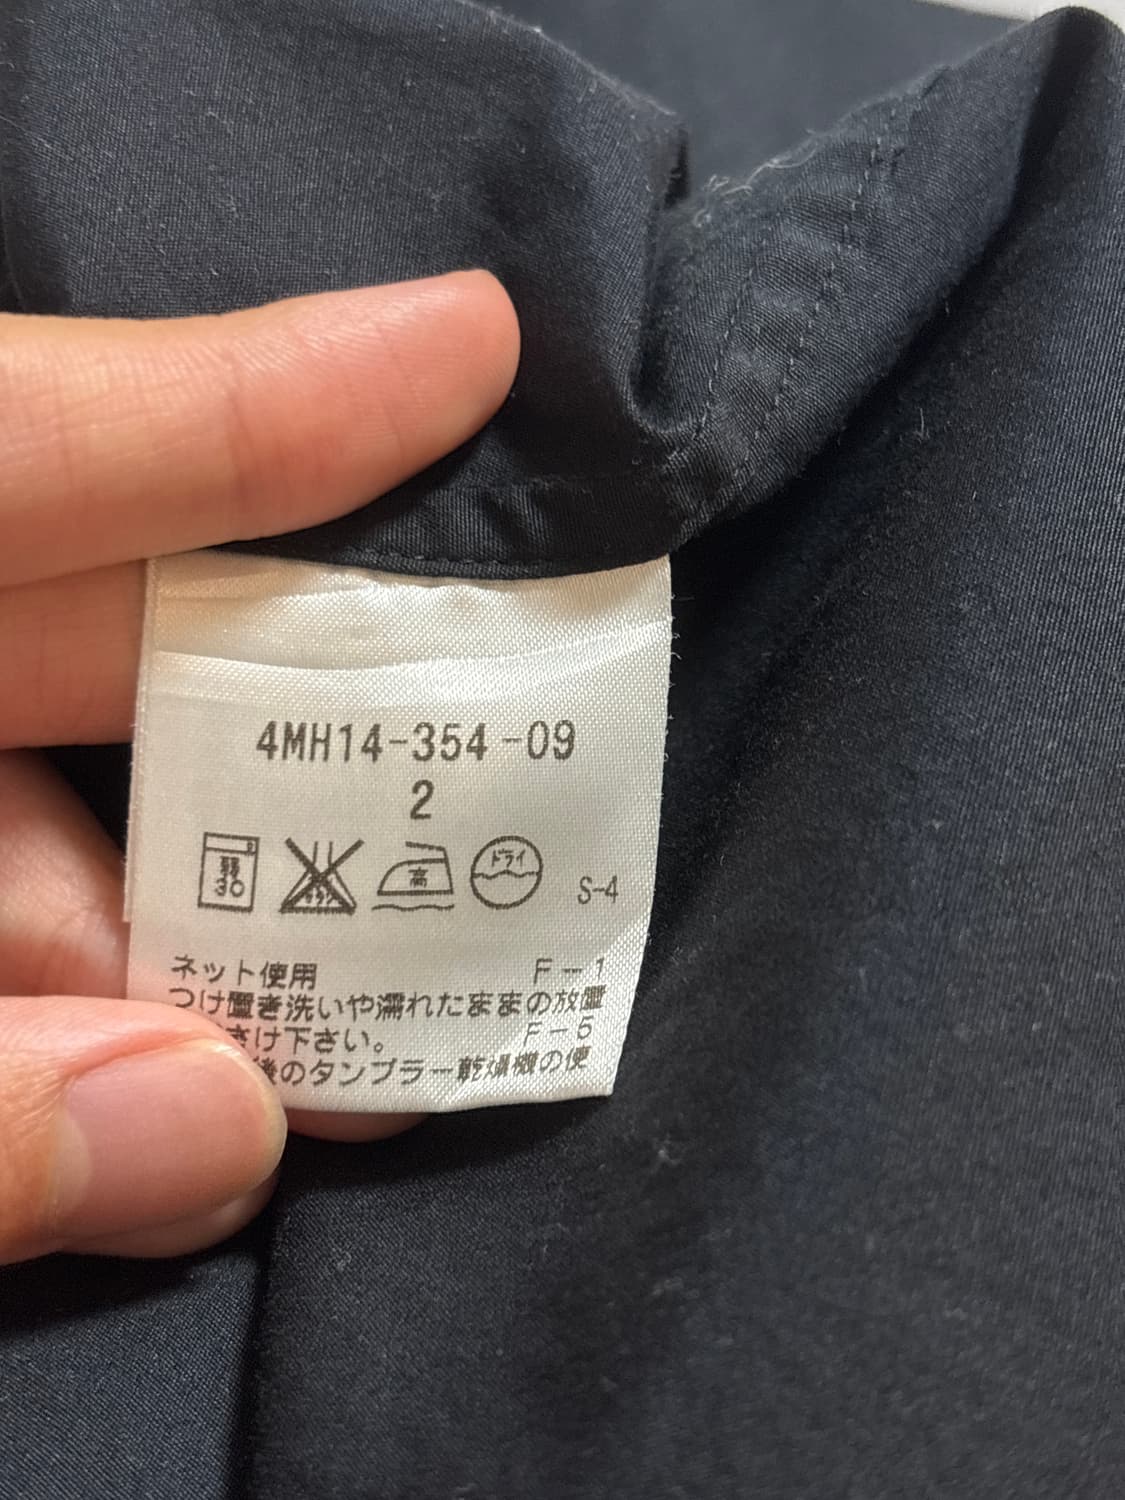 4MH14-354-09
2
弱
30
高
ドライ
S-4
ネット使用 F-1
つけ置き洗いや濡れたままの放置
さけ下さい。 F-5
後のタンブラー乾燥機の使